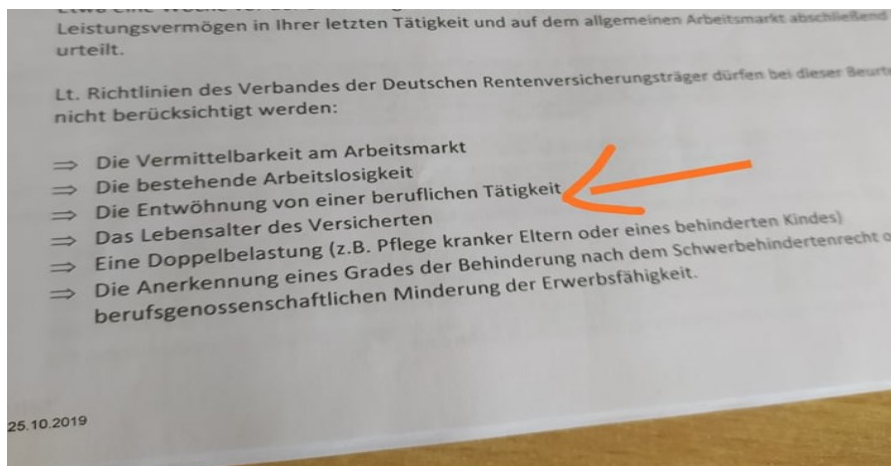 Leistungsvermögen in Ihrer letzten Tätigkeit und auf dem allgemeinen Arbeitsmarkt abschließend
urteilt.
Lt. Richtlinien des Verbandes der Deutschen Rentenversicherungsträger dürfen bei dieser
nicht berücksichtigt werden:
⇒ Die Vermittelbarkeit am Arbeitsmarkt
⇒ Die bestehende Arbeitslosigkeit
⇒ Die Entwöhnung von einer beruflichen Tätigkeit
⇒ Das Lebensalter des Versicherten
⇒ Eine Doppelbelastung (z.B. Pflege kranker Eltern oder eines behinderten Kindes)
⇒ Die Anerkennung eines Grades der Behinderung nach dem Schwerbehindertenrecht
berufsgenossenschaftlichen Minderung der Erwerbsfähigkeit.
25.10.2019